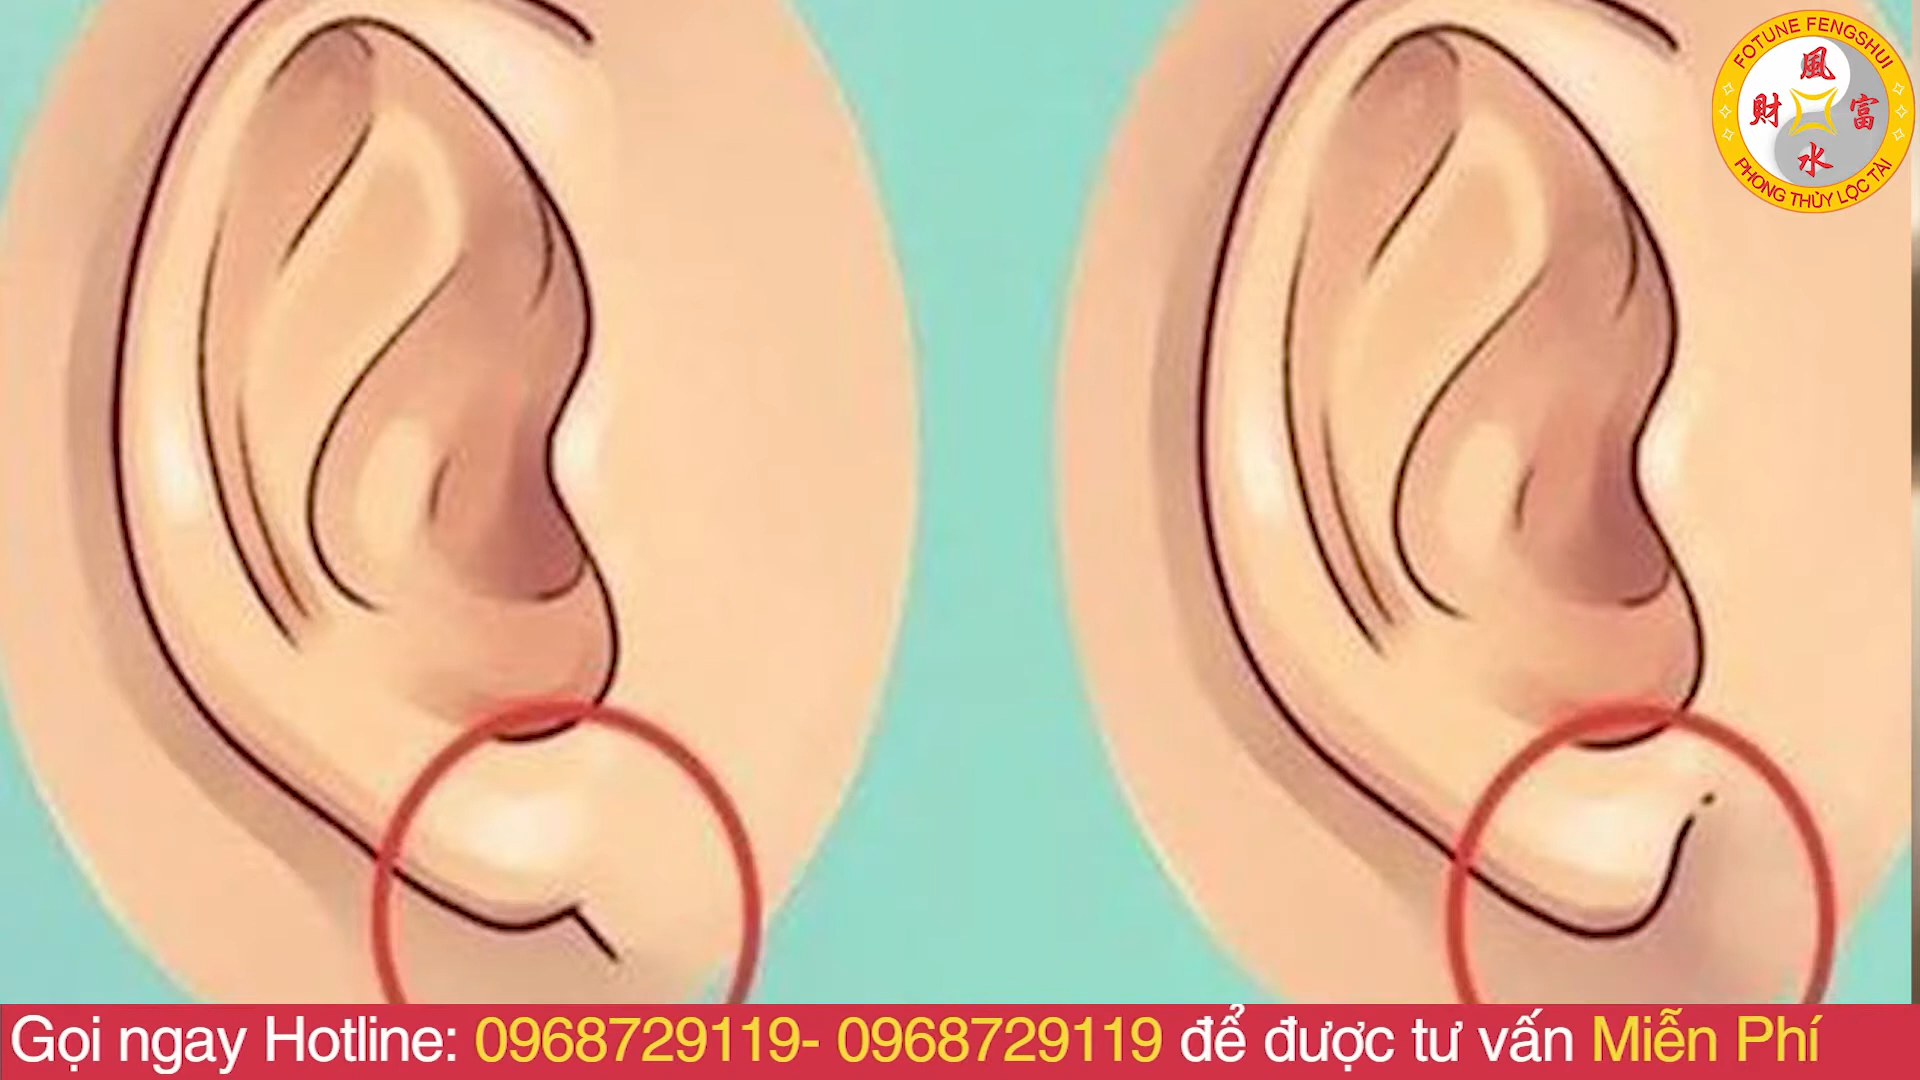 FOTUNE FENGSHUI
風
財 富
水
PHONG THỦY LỘC TÀI
Gọi ngay Hotline: 0968729119- 0968729119 để được tư vấn Miễn Phí